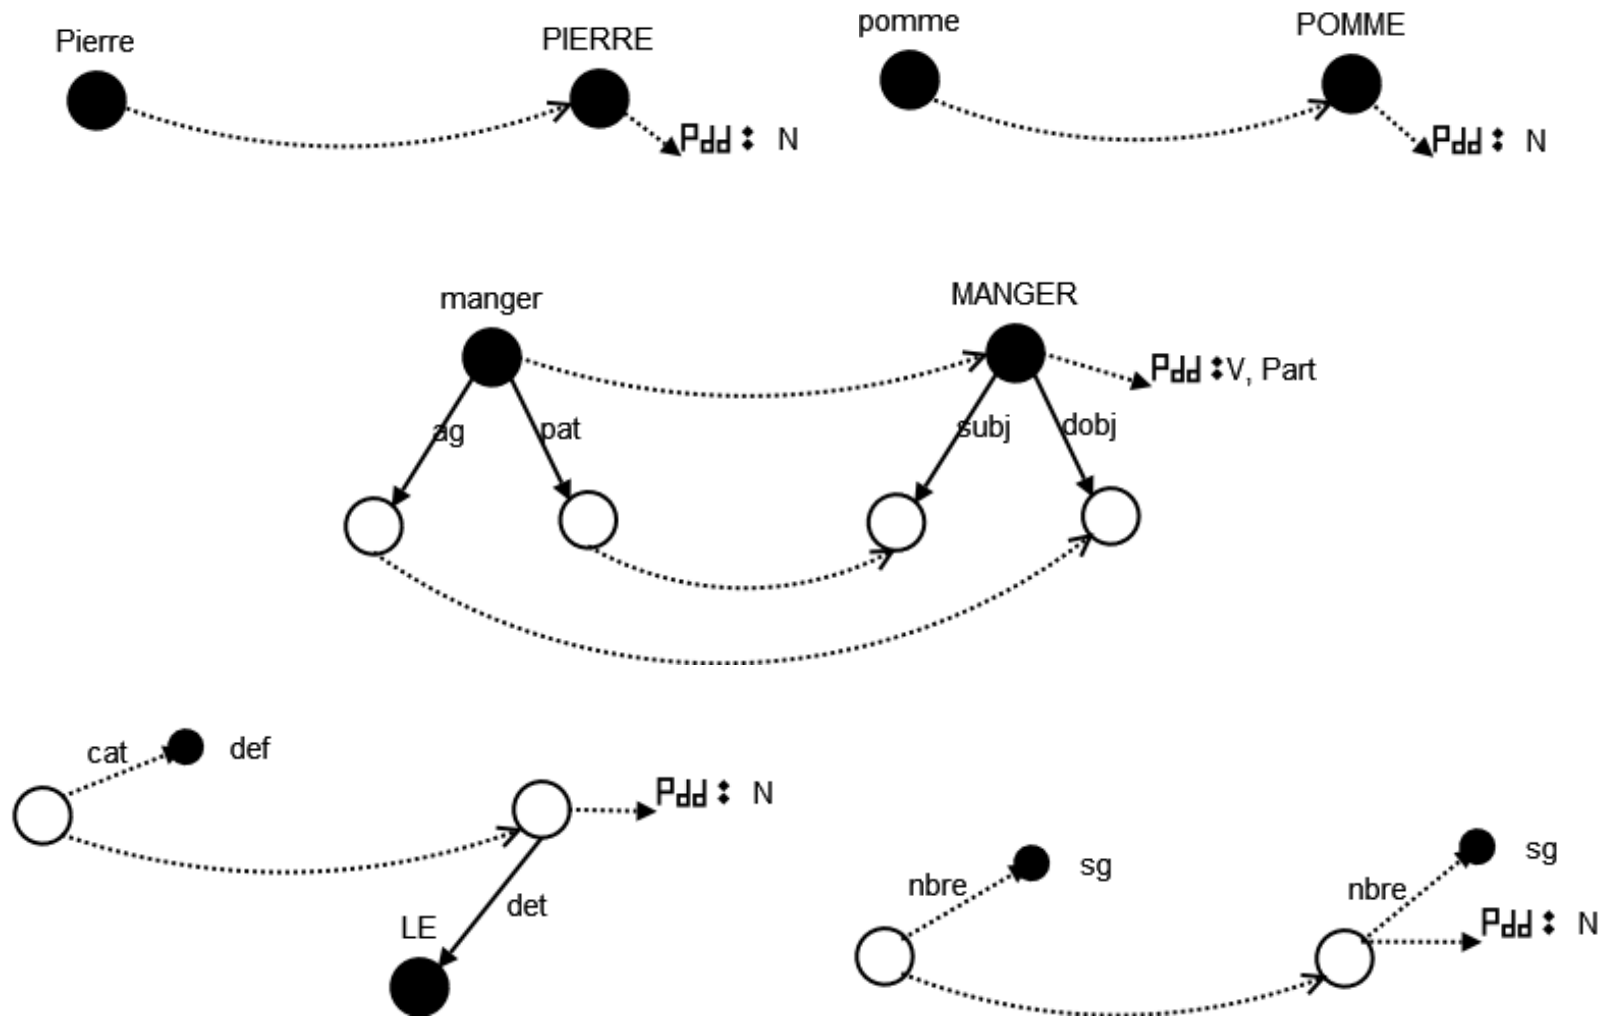 Pierre PIERRE pomme POMME
Pdd : N Pdd : N
manger MANGER
Pdd :V, Part
ag pat subj dobj
cat def
Pdd : N
det
LE
nbre sg nbre sg
Pdd : N